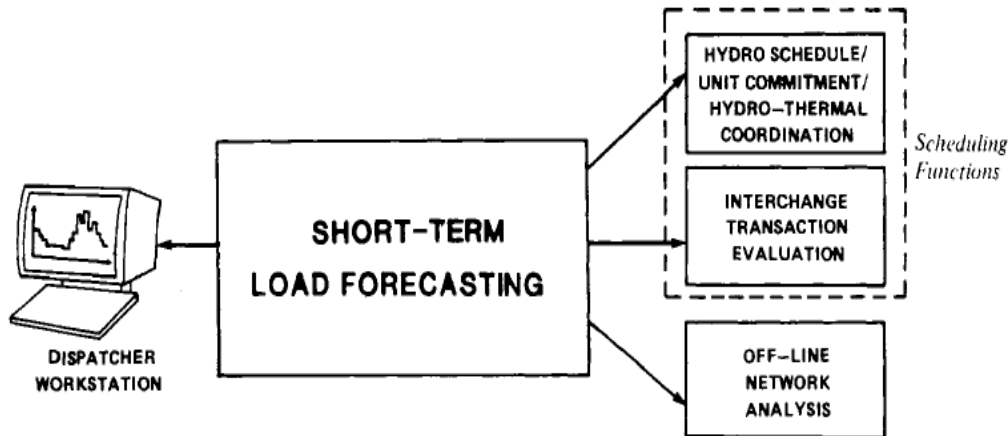 HYDRO SCHEDULE/
UNIT COMMITMENT/
HYDRO-THERMAL
COORDINATION
Scheduling
Functions
INTERCHANGE
TRANSACTION
EVALUATION
SHORT-TERM
LOAD FORECASTING
DISPATCHER
WORKSTATION
OFF-LINE
NETWORK
ANALYSIS